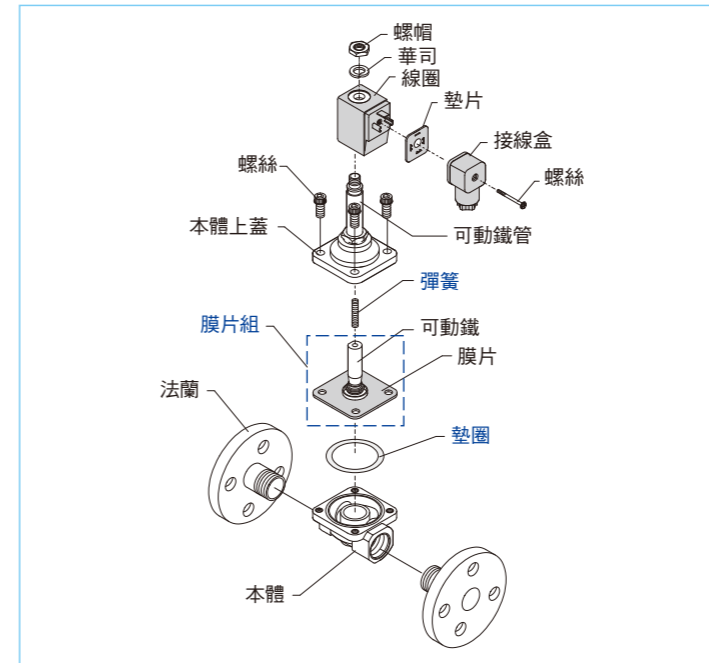 螺帽
華司
線圈
墊片
接線盒
螺絲
螺絲
本體上蓋
可動鐵管
彈簧
膜片組
可動鐵
膜片
法蘭
墊圈
本體